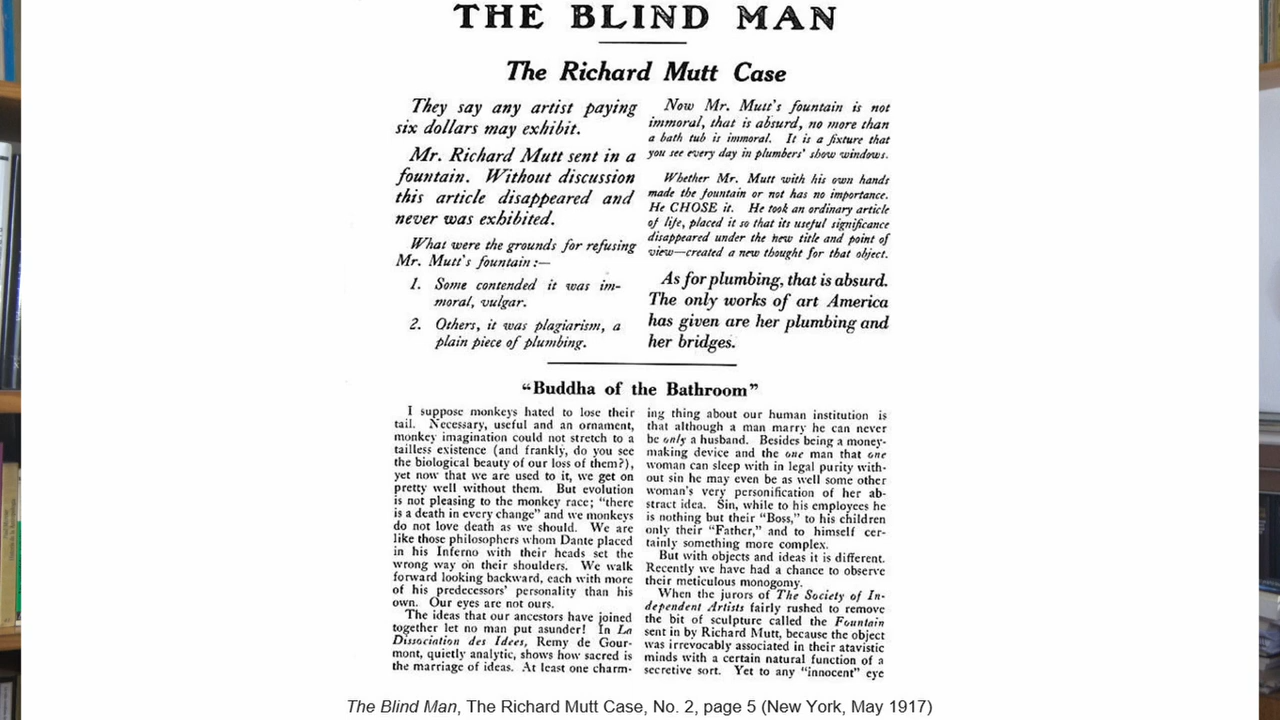 THE BLIND MAN
The Richard Mutt Case
They say any artist paying
six dollars may exhibit.
Mr. Richard Mutt sent in a
fountain. Without discussion
this article disappeared and
never was exhibited.
What were the grounds for refusing
Mr. Mutt's fountain:—
1. Some contended it was im-
moral, vulgar.
2. Others, it was plagiarism, a
plain piece of plumbing.
Now Mr. Mutt's fountain is not
immoral, that is absurd, no more than
a bath tub is immoral. It is a fixture that
you see every day in plumbers' show windows.
Whether Mr. Mutt with his own hands
made the fountain or not has no importance.
He CHOSE it. He took an ordinary article
of life, placed it so that its useful significance
disappeared under the new title and point of
view—created a new thought for that object.
As for plumbing, that is absurd.
The only works of art America
has given are her plumbing and
her bridges.
"Buddha of the Bathroom"
I suppose monkeys hated to lose their
tail. Necessary, useful and an ornament,
monkey imagination could not stretch to a
tailless existence (and frankly, do you see
the biological beauty of our loss of them?),
yet now that we are used to it, we get on
pretty well without them. But evolution
is not pleasing to the monkey race; "there
is a death in every change" and we monkeys
do not love death as we should. We are
like those philosophers whom Dante placed
in his Inferno with their heads set the
wrong way on their shoulders. We walk
forward looking backward, each with more
of his predecessors' personality than his
own. Our eyes are not ours.
The ideas that our ancestors have joined
together let no man put asunder! In La
Dissociation des Idees, Remy de Gour-
mont, quietly analytic, shows how sacred is
the marriage of ideas. At least one charm-
ing thing about our human institution is
that although a man marry he can never
be only a husband. Besides being a money-
making device and the one man that one
woman can sleep with in legal purity with-
out sin he may even be as well some other
woman's very personification of her ab-
stract idea. Sin, while to his employees he
is nothing but their "Boss," to his children
only their "Father," and to himself cer-
tainly something more complex.
But with objects and ideas it is different.
Recently we have had a chance to observe
their meticulous monogomy.
When the jurors of The Society of In-
dependent Artists fairly rushed to remove
the bit of sculpture called the Fountain
sent in by Richard Mutt, because the object
was irrevocably associated in their atavistic
minds with a certain natural function of a
secretive sort. Yet to any "innocent" eye
The Blind Man, The Richard Mutt Case, No. 2, page 5 (New York, May 1917)